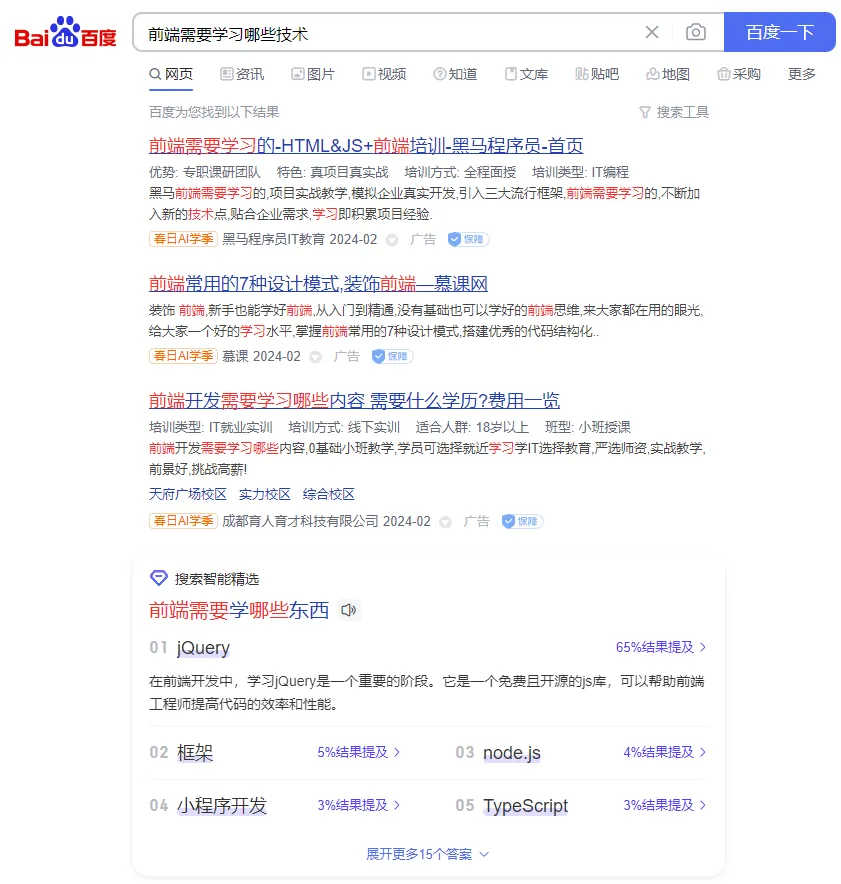 Bai du 百度
前端需要学习哪些技术
百度一下
网页 资讯 图片 视频 知道 文库 贴吧 地图 采购 更多
百度为您找到以下结果 搜索工具
前端需要学习的-HTML&JS+前端培训-黑马程序员-首页
优势: 专职课研团队 特色: 真项目真实战 培训方式: 全程面授 培训类型: IT编程
黑马前端需要学习的,项目实战教学,模拟企业真实开发,引入三大流行框架,前端需要学习的,不断加
入新的技术点,贴合企业需求,学习即积累项目经验.
春日AI学季 黑马程序员IT教育 2024-02 广告 保障
前端常用的7种设计模式,装饰前端—慕课网
装饰 前端,新手也能学好前端,从入门到精通,没有基础也可以学好的前端思维,来大家都在用的眼光,
给大家一个好的学习水平,掌握前端常用的7种设计模式,搭建优秀的代码结构化..
春日AI学季 慕课 2024-02 广告 保障
前端开发需要学习哪些内容 需要什么学历?费用一览
培训类型: IT就业实训 培训方式: 线下实训 适合人群: 18岁以上 班型: 小班授课
前端开发需要学习哪些内容,0基础小班教学,学员可选择就近学习学IT选择教育,严选师资,实战教学,
前景好,挑战高薪!
天府广场校区 实力校区 综合校区
春日AI学季 成都育人育才科技有限公司 2024-02 广告 保障
搜索智能精选
前端需要学哪些东西
01 jQuery 65%结果提及
在前端开发中，学习jQuery是一个重要的阶段。它是一个免费且开源的js库，可以帮助前端
工程师提高代码的效率和性能。
02 框架 5%结果提及 03 node.js 4%结果提及
04 小程序开发 3%结果提及 05 TypeScript 3%结果提及
展开更多15个答案